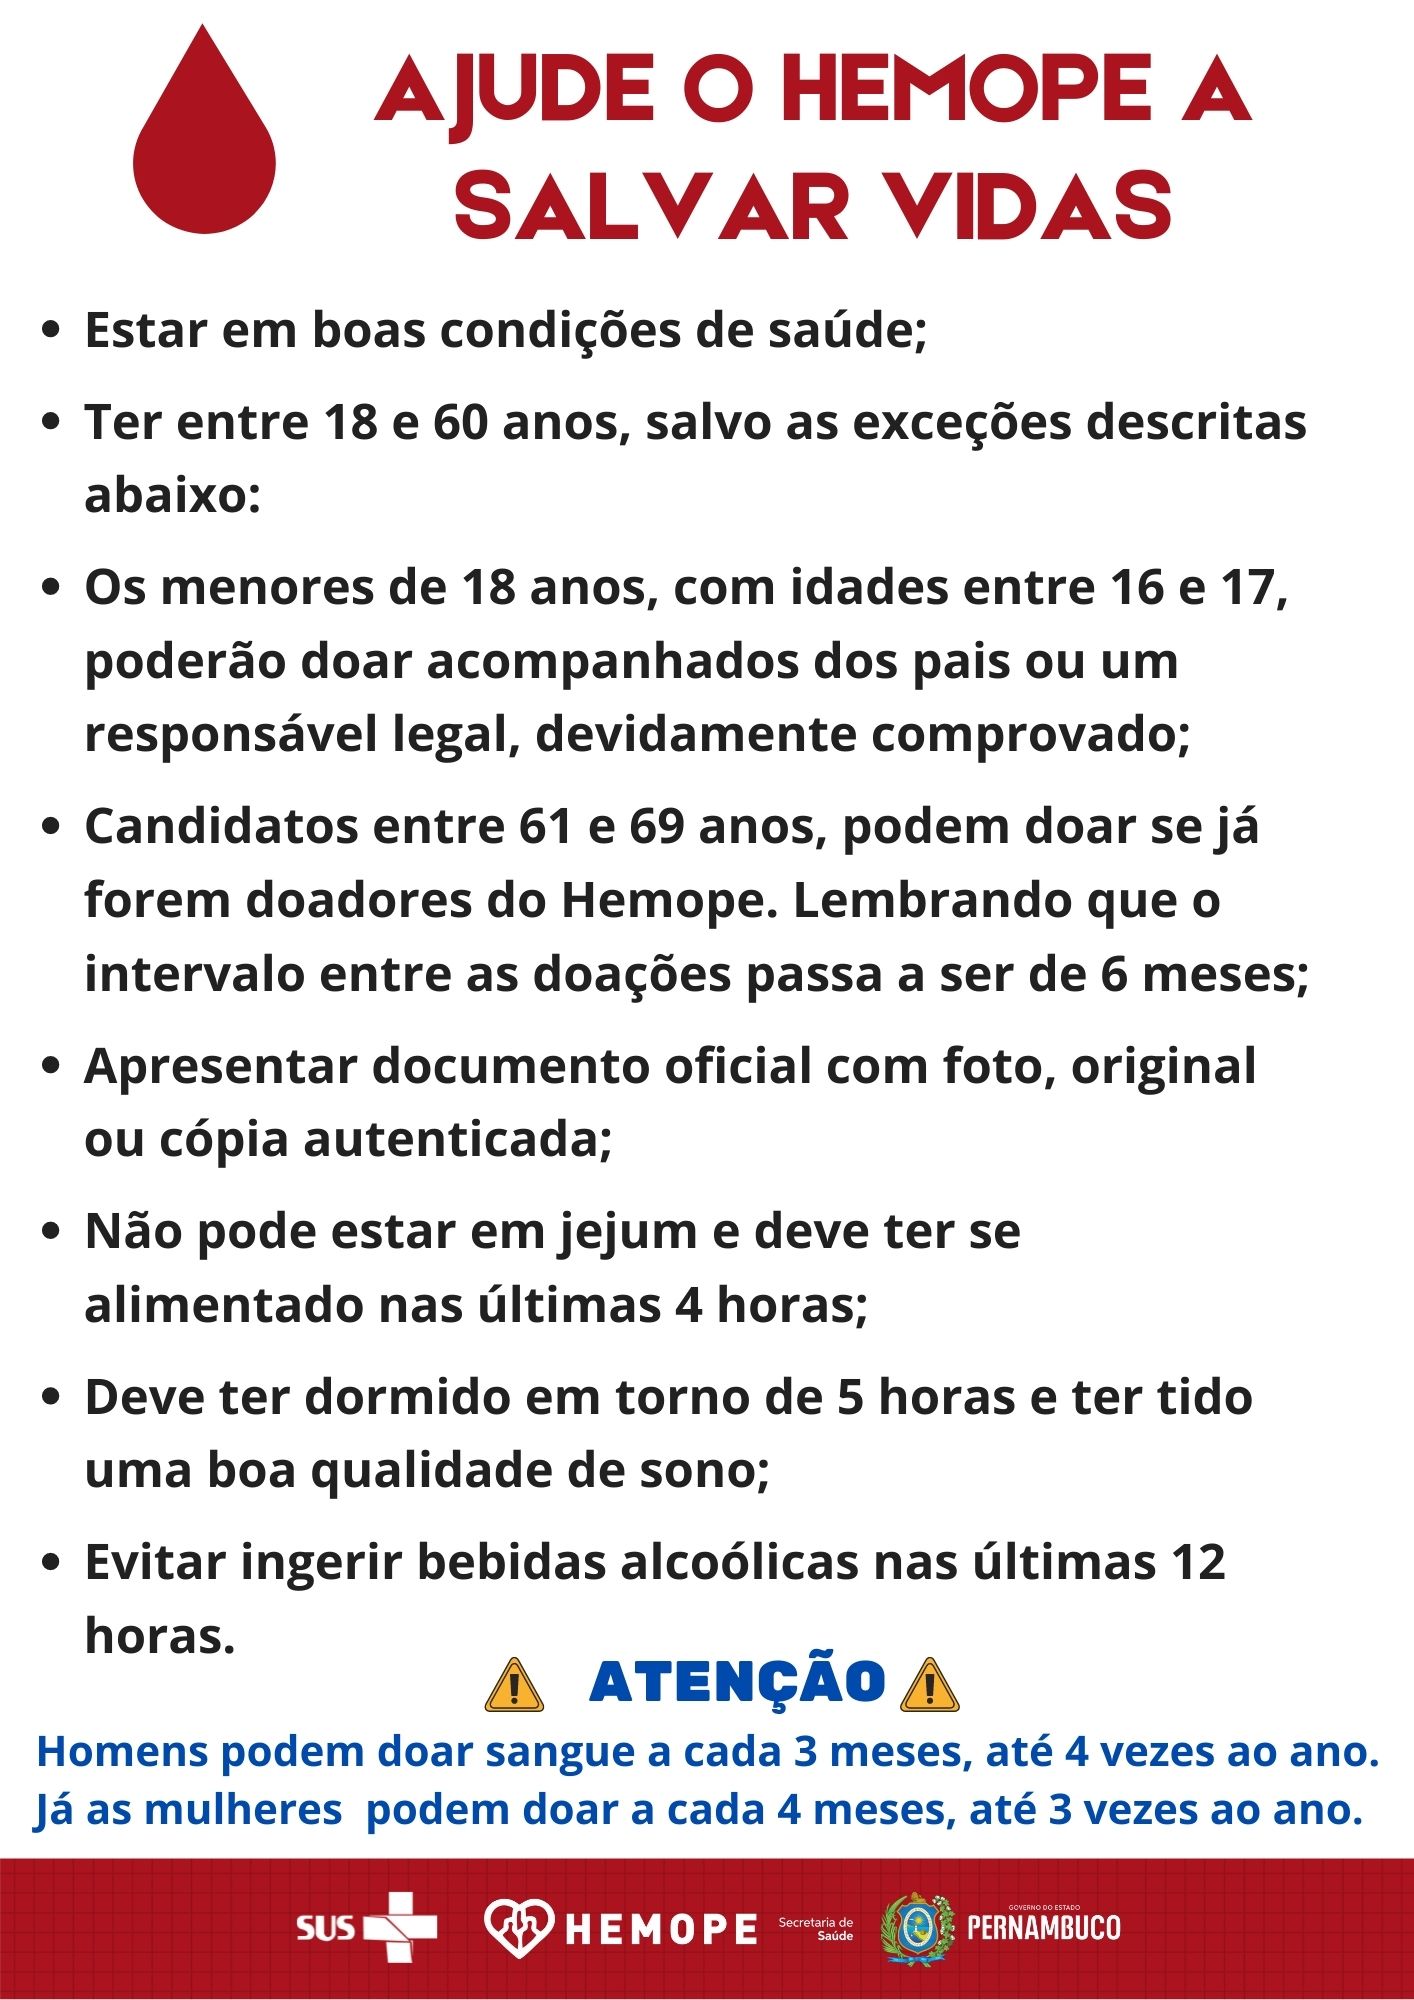 AJUDE O HEMOPE A
SALVAR VIDAS
• Estar em boas condições de saúde;
• Ter entre 18 e 60 anos, salvo as exceções descritas
abaixo:
• Os menores de 18 anos, com idades entre 16 e 17,
poderão doar acompanhados dos pais ou um
responsável legal, devidamente comprovado;
• Candidatos entre 61 e 69 anos, podem doar se já
forem doadores do Hemope. Lembrando que o
intervalo entre as doações passa a ser de 6 meses;
• Apresentar documento oficial com foto, original
ou cópia autenticada;
• Não pode estar em jejum e deve ter se
alimentado nas últimas 4 horas;
• Deve ter dormido em torno de 5 horas e ter tido
uma boa qualidade de sono;
• Evitar ingerir bebidas alcoólicas nas últimas 12
horas.
ATENÇÃO
Homens podem doar sangue a cada 3 meses, até 4 vezes ao ano.
Já as mulheres podem doar a cada 4 meses, até 3 vezes ao ano.
SUS
HEMOPE
Secretaria de
Saúde
GOVERNO DO ESTADO
PERNAMBUCO